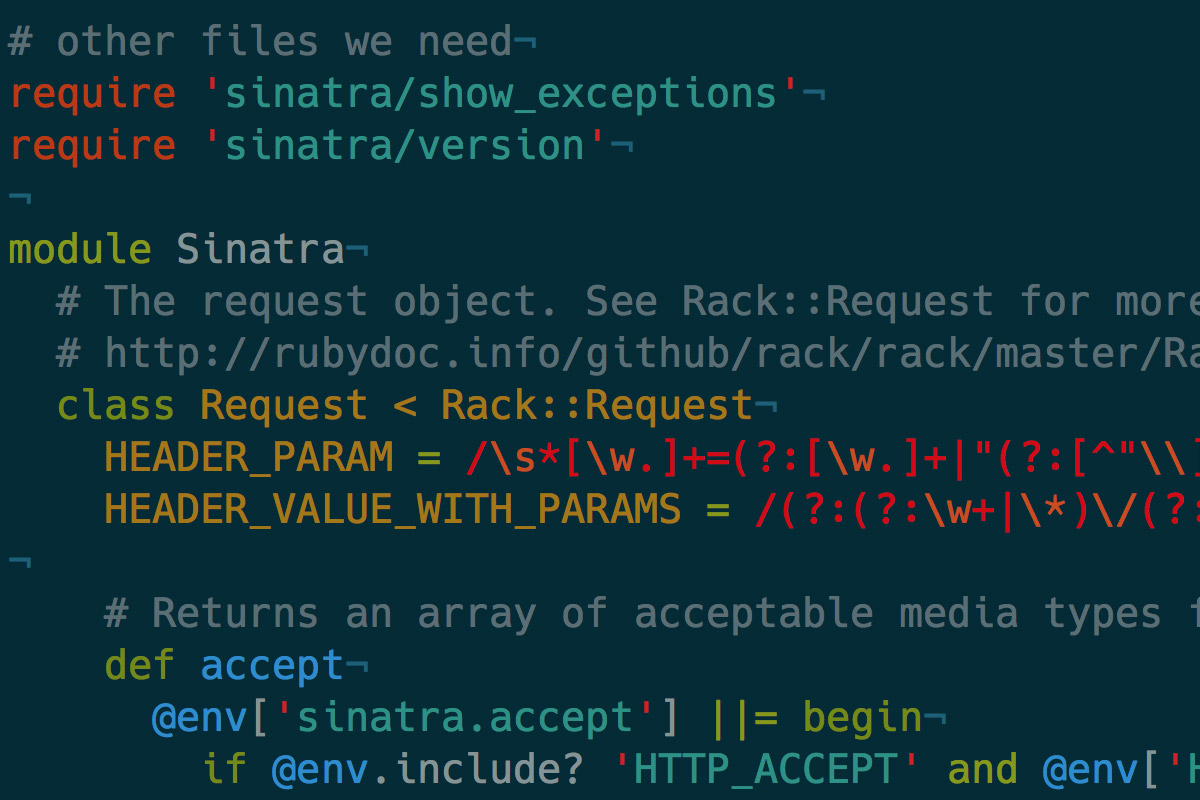 # other files we need¬
require 'sinatra/show_exceptions'¬
require 'sinatra/version'¬
¬
module Sinatra¬
  # The request object. See Rack::Request for more
  # http://rubydoc.info/github/rack/rack/master/Ra
  class Request < Rack::Request¬
    HEADER_PARAM = /\s*[\w.]+=(?:[\w.]+|"(?:[^"\\]
    HEADER_VALUE_WITH_PARAMS = /(?:(?:\w+|\*)\/(?:
¬
    # Returns an array of acceptable media types f
    def accept¬
      @env['sinatra.accept'] ||= begin¬
        if @env.include? 'HTTP_ACCEPT' and @env['H